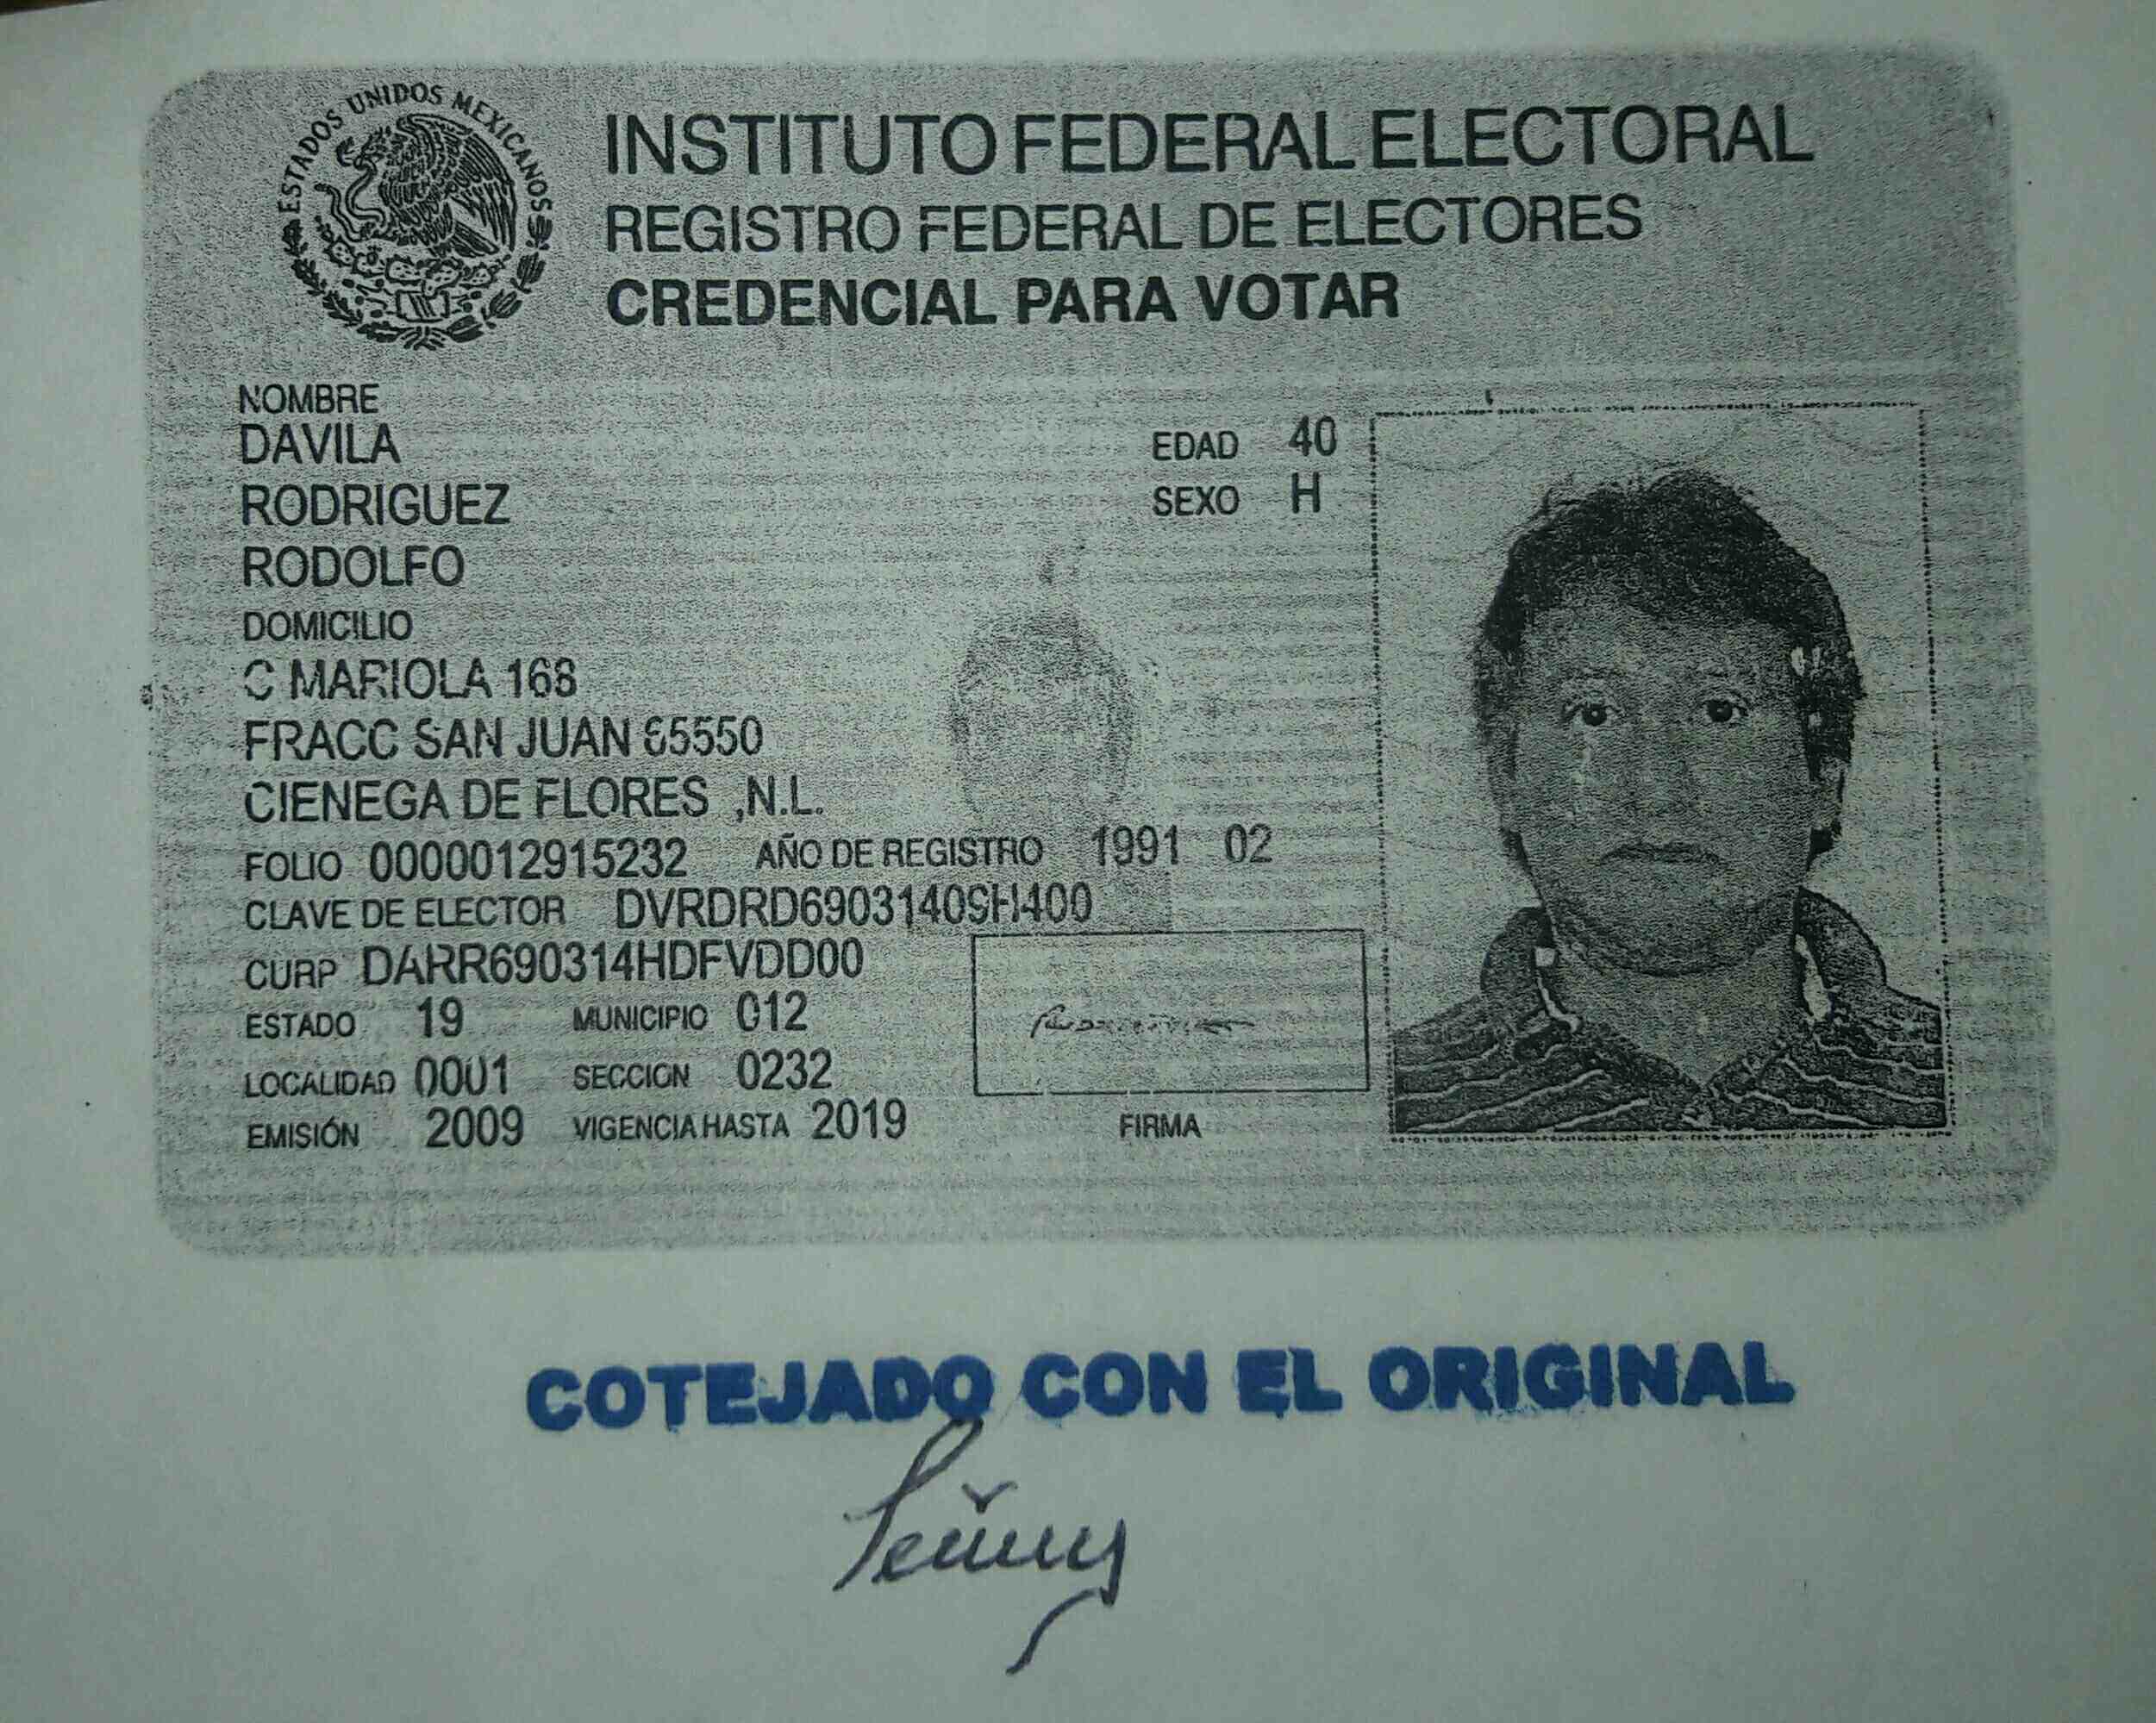 ESTADOS UNIDOS MEXICANOS
INSTITUTO FEDERAL ELECTORAL
REGISTRO FEDERAL DE ELECTORES
CREDENCIAL PARA VOTAR
NOMBRE
DAVILA
RODRIGUEZ
RODOLFO
EDAD 40
SEXO H
DOMICILIO
C MARIOLA 168
FRACC SAN JUAN 65550
CIENEGA DE FLORES ,N.L.
FOLIO 0000012915232 AÑO DE REGISTRO 1991 02
CLAVE DE ELECTOR DVRDRD69031409H400
CURP DARR690314HDFVDD00
ESTADO 19 MUNICIPIO 012
LOCALIDAD 0001 SECCION 0232
EMISIÓN 2009 VIGENCIA HASTA 2019
FIRMA
COTEJADO CON EL ORIGINAL